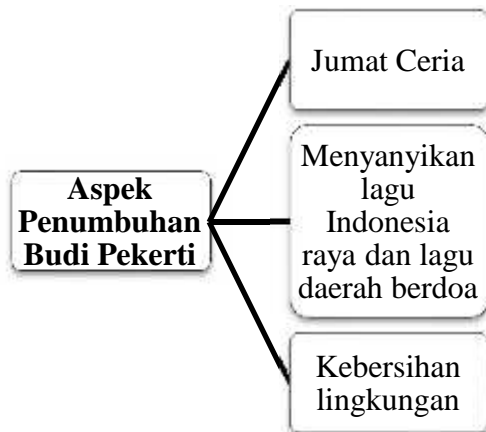 Jumat Ceria
Menyanyikan
lagu
Indonesia
raya dan lagu
daerah berdoa
Aspek
Penumbuhan
Budi Pekerti
Kebersihan
lingkungan